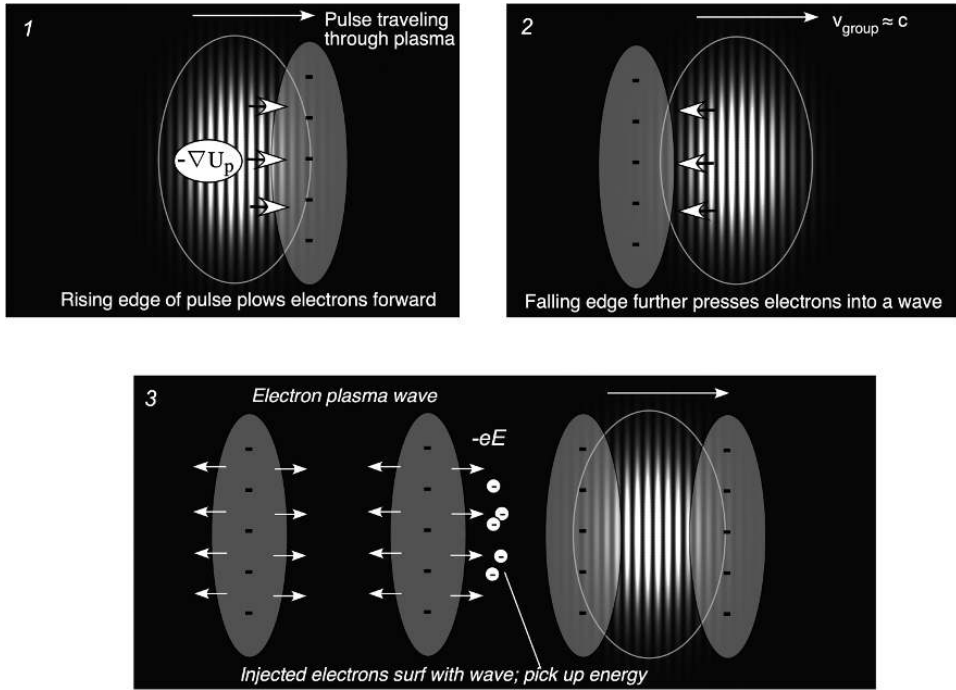 1
Pulse traveling
through plasma
-∇Uₚ
Rising edge of pulse plows electrons forward
2
v_group ≈ c
Falling edge further presses electrons into a wave
3
Electron plasma wave
-eE
Injected electrons surf with wave; pick up energy